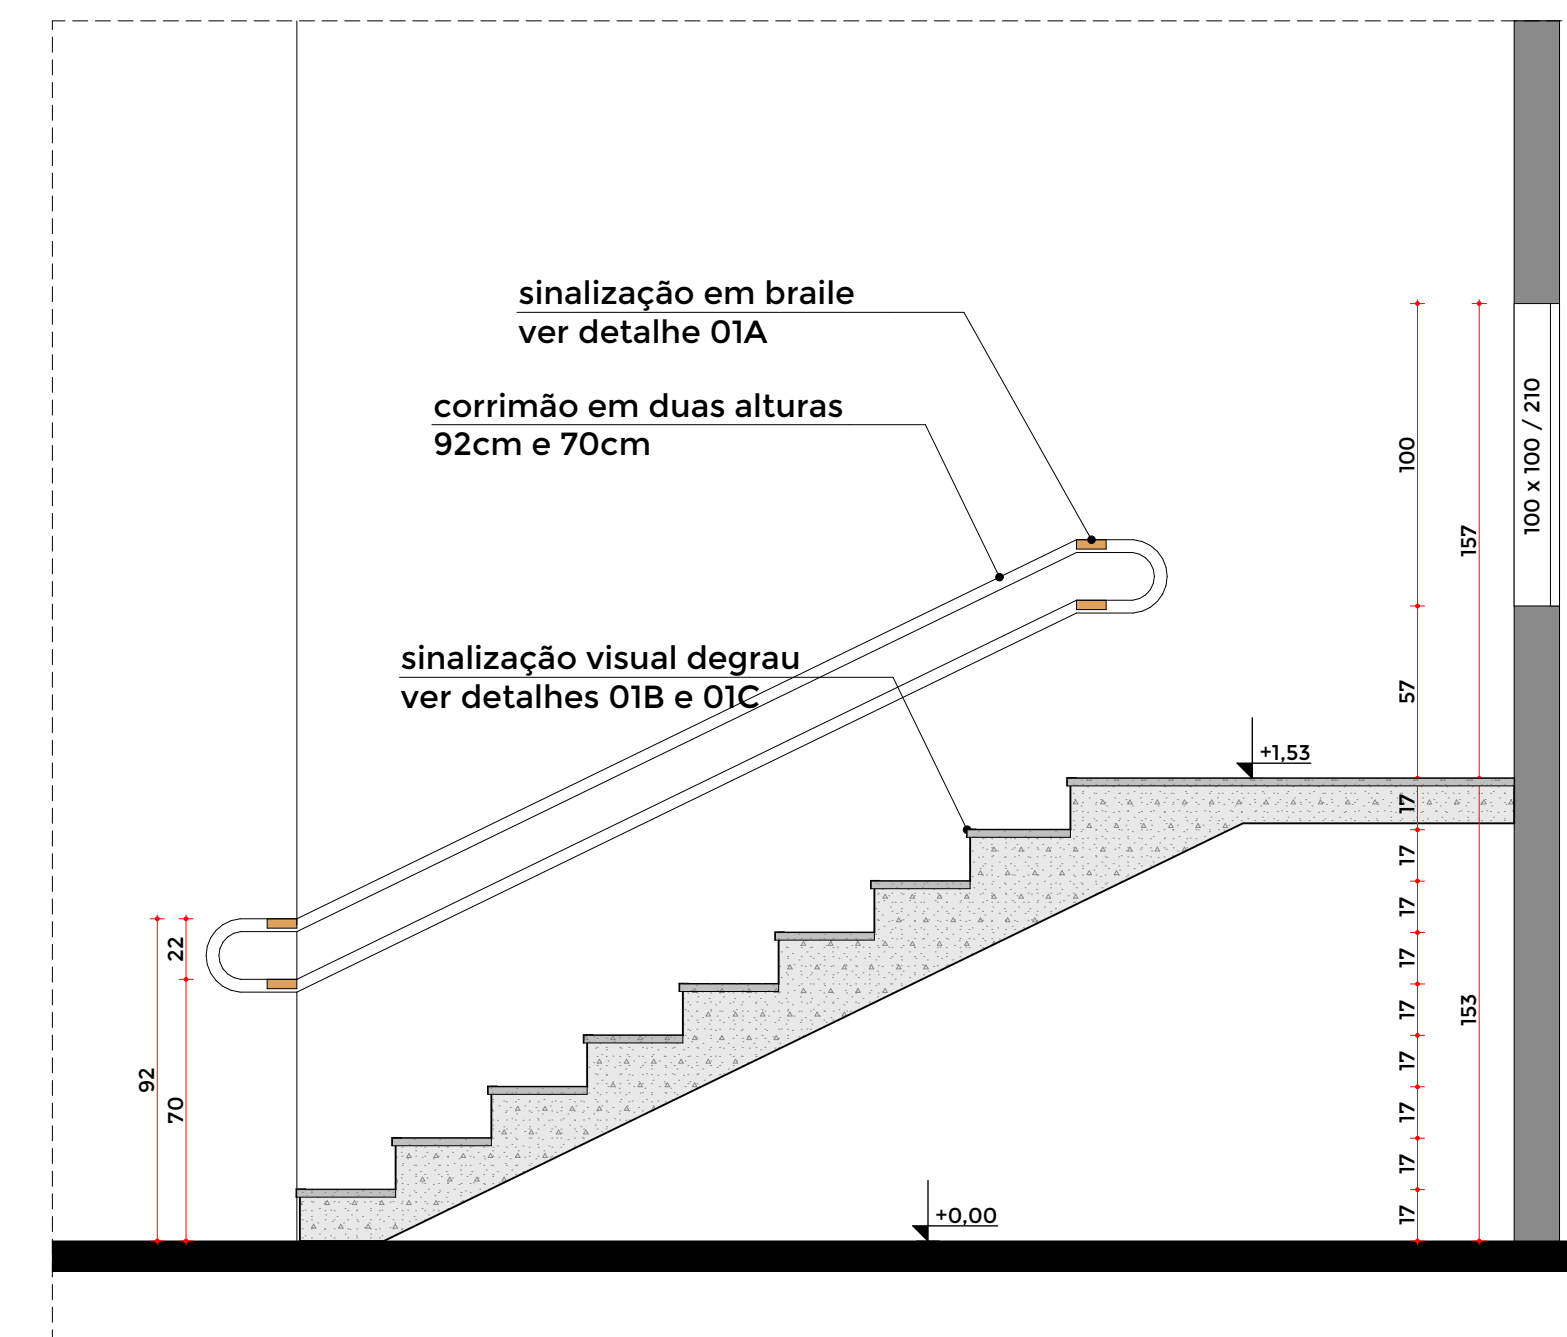 sinalização em braile
ver detalhe 01A
corrimão em duas alturas
92cm e 70cm
100 x 100 / 210
100
157
sinalização visual degrau
ver detalhes 01B e 01C
57
+1,53
17
17
17
17
17
17
17
17
17
153
22
92
70
+0,00